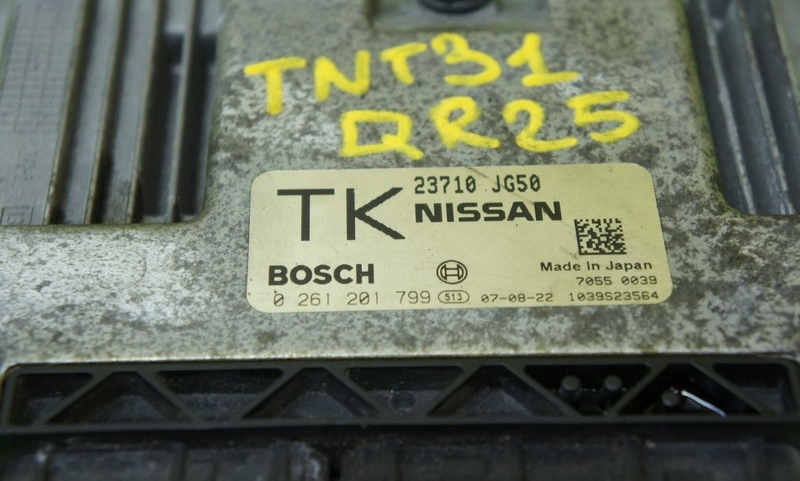 TNT31
QR25
TK 23710 JG50
NISSAN
BOSCH
Made in Japan
7055 0039
0 261 201 799 513 07-08-22 1039S23564